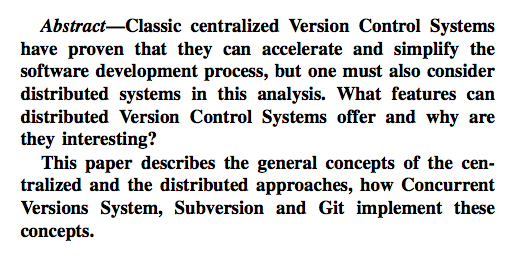 Abstract—Classic centralized Version Control Systems
have proven that they can accelerate and simplify the
software development process, but one must also consider
distributed systems in this analysis. What features can
distributed Version Control Systems offer and why are
they interesting?
This paper describes the general concepts of the cen-
tralized and the distributed approaches, how Concurrent
Versions System, Subversion and Git implement these
concepts.